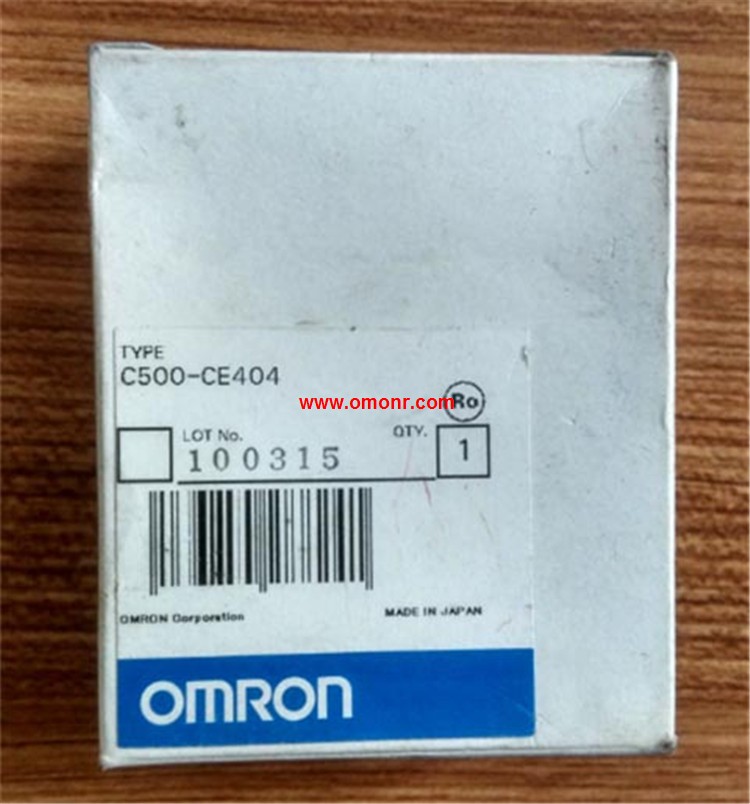 TYPE
C500-CE404
www.omonr.com
Ro
LOT No.
100315
QTY.
1
OMRON Corporation
MADE IN JAPAN
OMRON